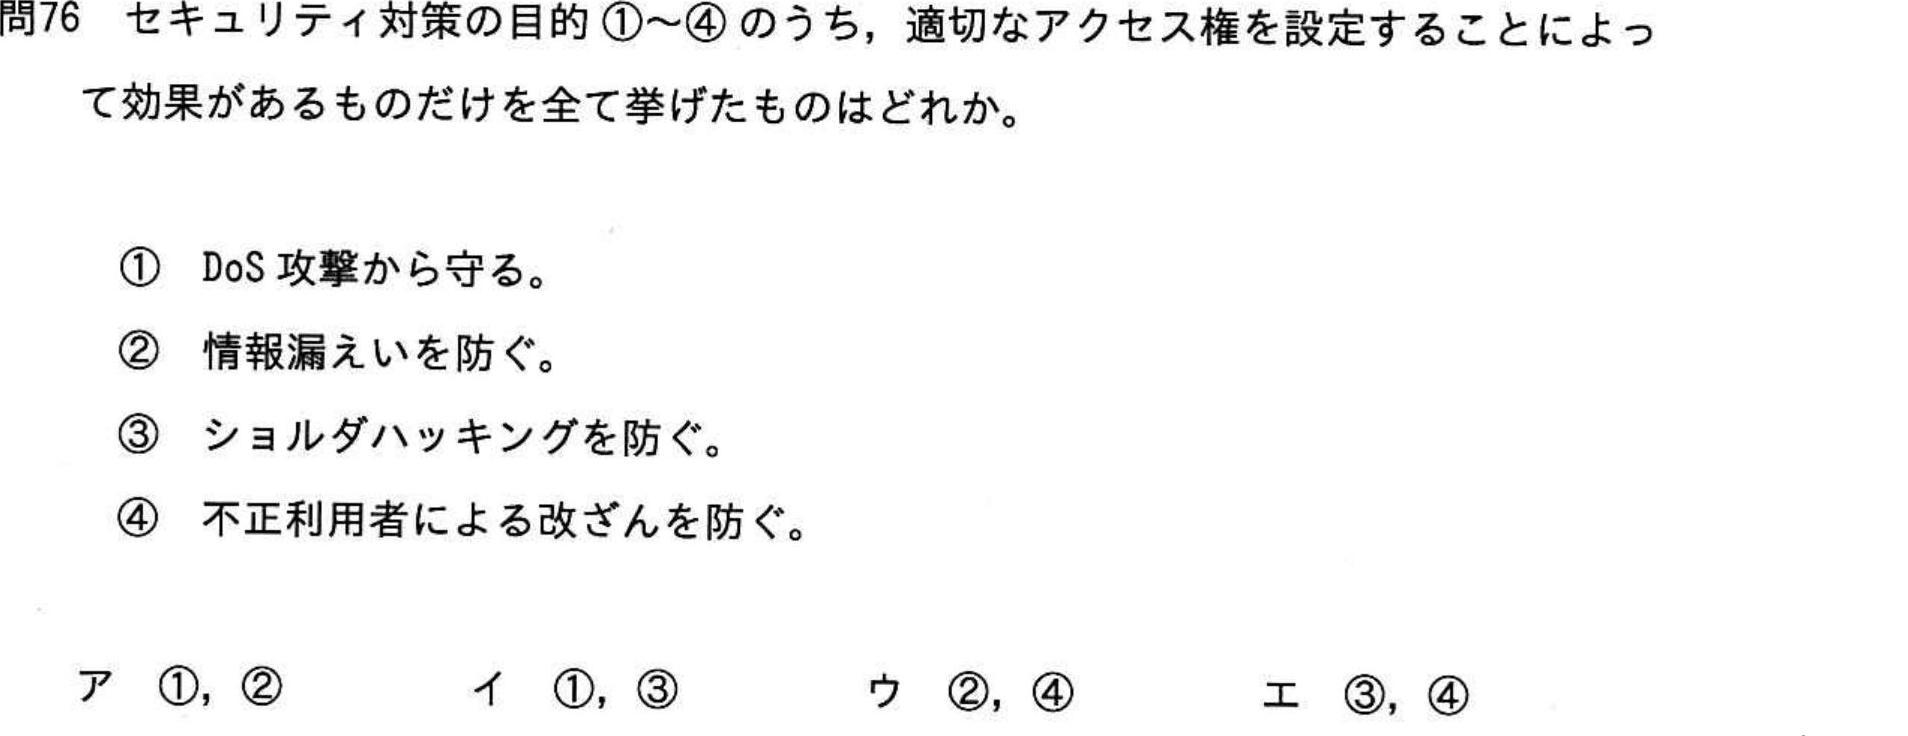 問76　セキュリティ対策の目的①～④のうち，適切なアクセス権を設定することによっ
て効果があるものだけを全て挙げたものはどれか。
①　DoS 攻撃から守る。
②　情報漏えいを防ぐ。
③　ショルダハッキングを防ぐ。
④　不正利用者による改ざんを防ぐ。
ア　①，②　　イ　①，③　　ウ　②，④　　エ　③，④